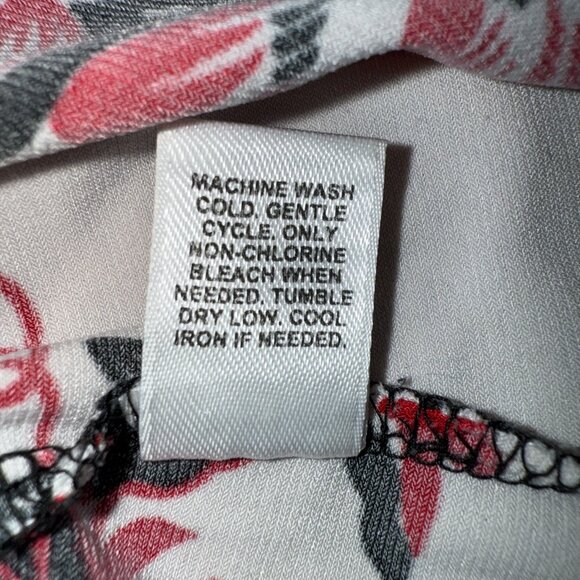 MACHINE WASH
COLD. GENTLE
CYCLE. ONLY
NON-CHLORINE
BLEACH WHEN
NEEDED. TUMBLE
DRY LOW. COOL
IRON IF NEEDED.